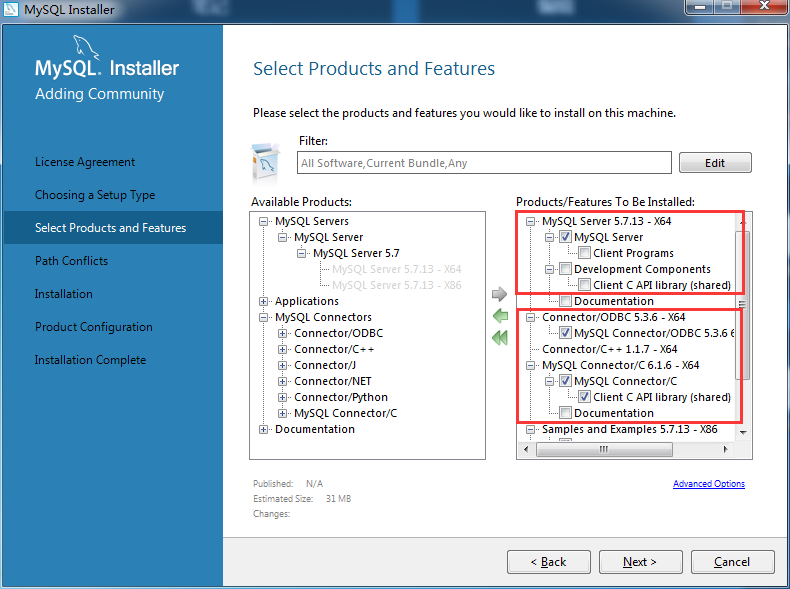 MySQL Installer
MySQL. Installer
Adding Community
License Agreement
Choosing a Setup Type
Select Products and Features
Path Conflicts
Installation
Product Configuration
Installation Complete
Select Products and Features
Please select the products and features you would like to install on this machine.
Filter:
All Software,Current Bundle,Any
Edit
Available Products:
MySQL Servers
MySQL Server
MySQL Server 5.7
MySQL Server 5.7.13 - X64
MySQL Server 5.7.13 - X86
Applications
MySQL Connectors
Connector/ODBC
Connector/C++
Connector/J
Connector/NET
Connector/Python
MySQL Connector/C
Documentation
Products/Features To Be Installed:
MySQL Server 5.7.13 - X64
MySQL Server
Client Programs
Development Components
Client C API library (shared)
Documentation
Connector/ODBC 5.3.6 - X64
MySQL Connector/ODBC 5.3.6 6
Connector/C++ 1.1.7 - X64
MySQL Connector/C 6.1.6 - X64
MySQL Connector/C
Client C API library (shared)
Documentation
Samples and Examples 5.7.13 - X86
Published: N/A
Estimated Size: 31 MB
Changes:
Advanced Options
< Back
Next >
Cancel